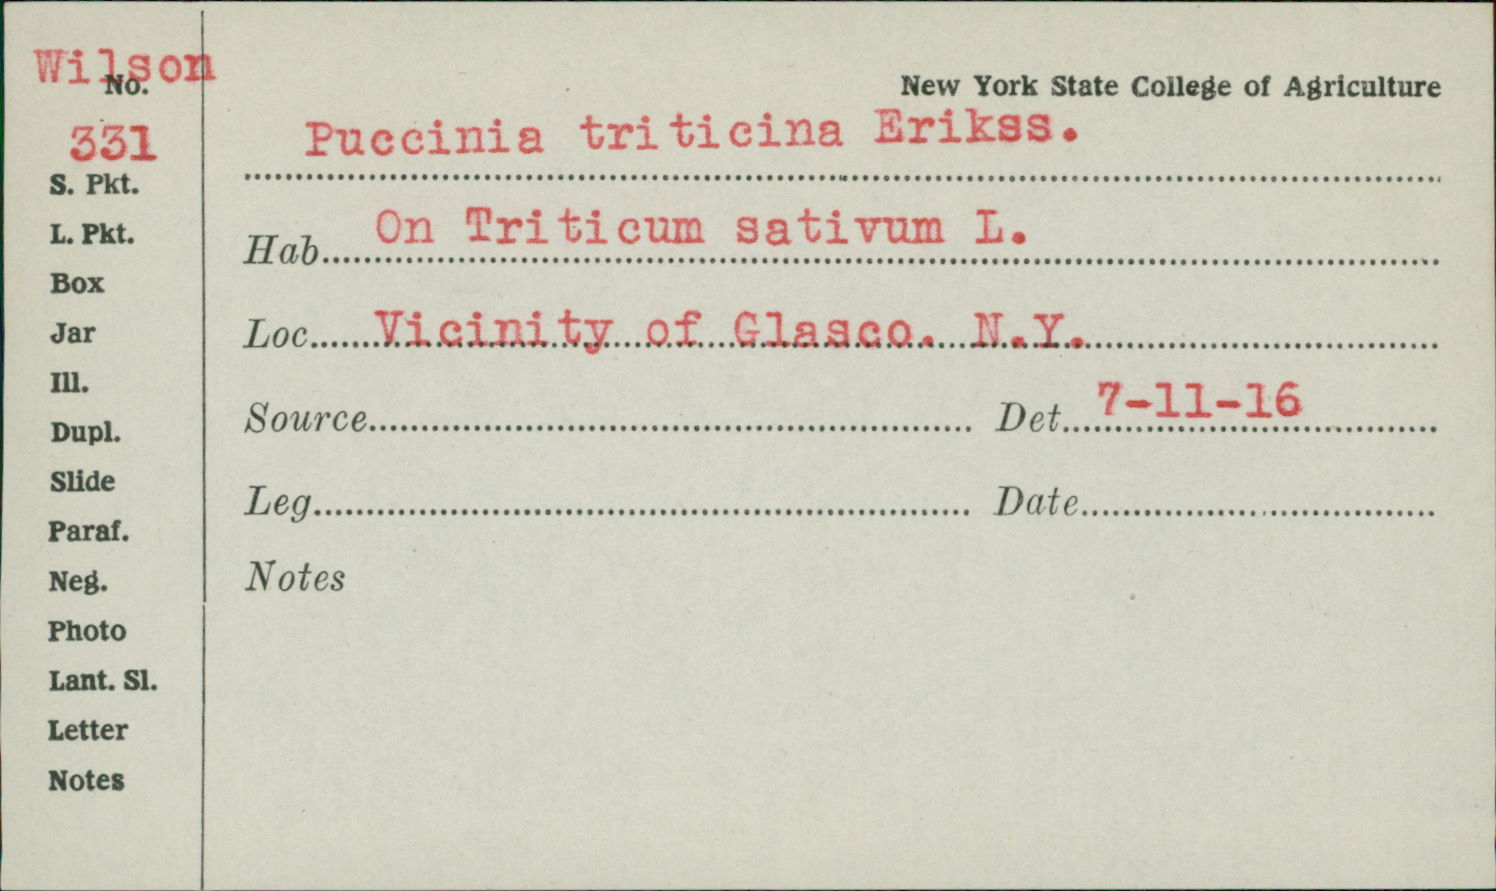 Wilson
No.
331
S. Pkt.
L. Pkt.
Box
Jar
Ill.
Dupl.
Slide
Paraf.
Neg.
Photo
Lant. Sl.
Letter
Notes
New York State College of Agriculture
Puccinia triticina Erikss.
Hab. On Triticum sativum L.
Loc. Vicinity of Glasco. N.Y.
Source Det. 7-11-16
Leg. Date
Notes